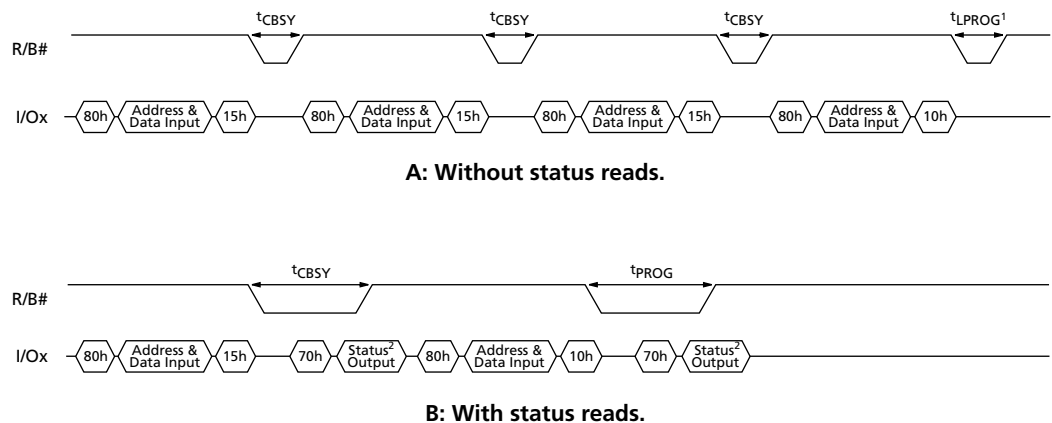 tCBSY tCBSY tCBSY tLPROG1
R/B#
I/Ox 80h Address & Data Input 15h 80h Address & Data Input 15h 80h Address & Data Input 15h 80h Address & Data Input 10h
A: Without status reads.
tCBSY tPROG
R/B#
I/Ox 80h Address & Data Input 15h 70h Status2 Output 80h Address & Data Input 10h 70h Status2 Output
B: With status reads.